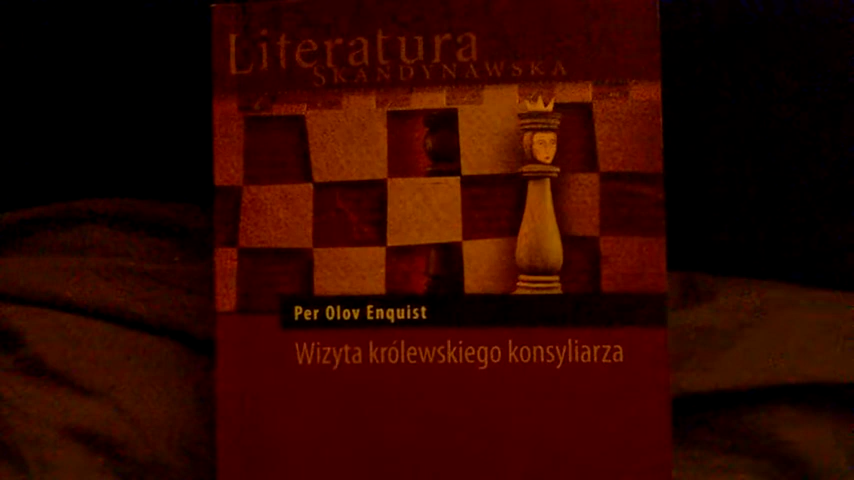 Literatura
SKANDYNAWSKA
Per Olov Enquist
Wizyta królewskiego konsyliarza